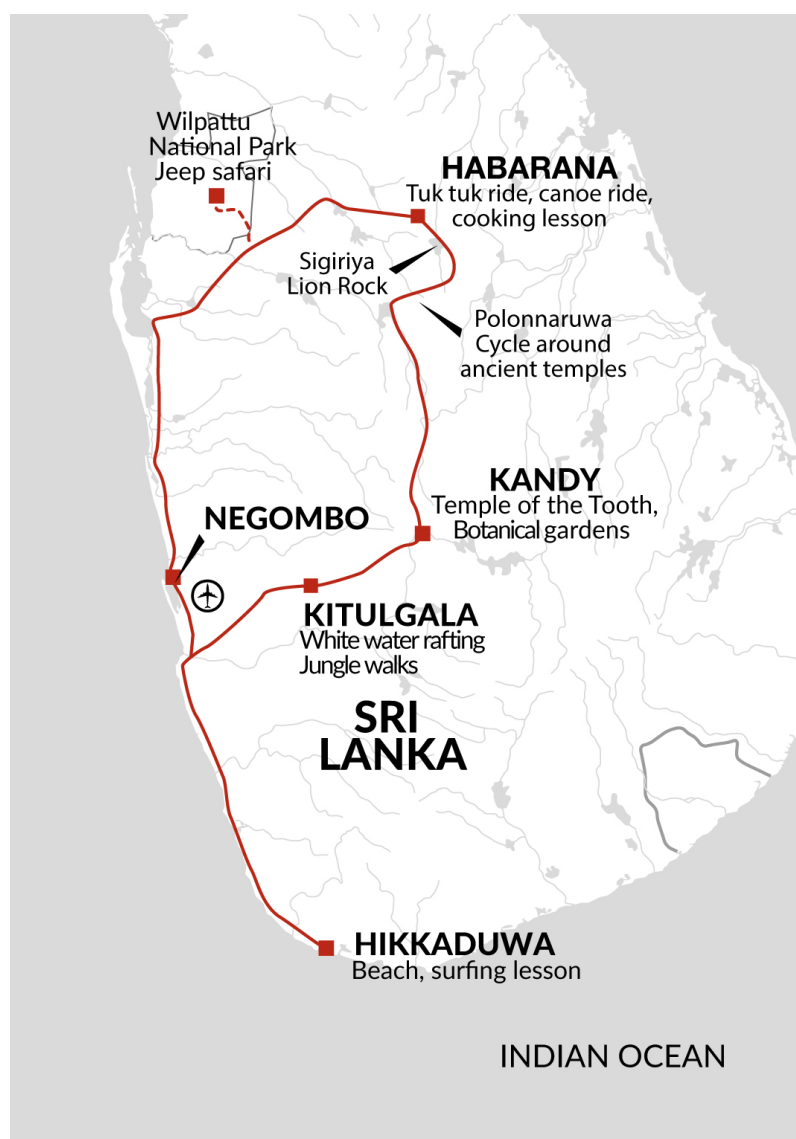 Wilpattu
National Park
Jeep safari
HABARANA
Tuk tuk ride, canoe ride,
cooking lesson
Sigiriya
Lion Rock
Polonnaruwa
Cycle around
ancient temples
KANDY
Temple of the Tooth,
Botanical gardens
NEGOMBO
KITULGALA
White water rafting
Jungle walks
SRI
LANKA
HIKKADUWA
Beach, surfing lesson
INDIAN OCEAN